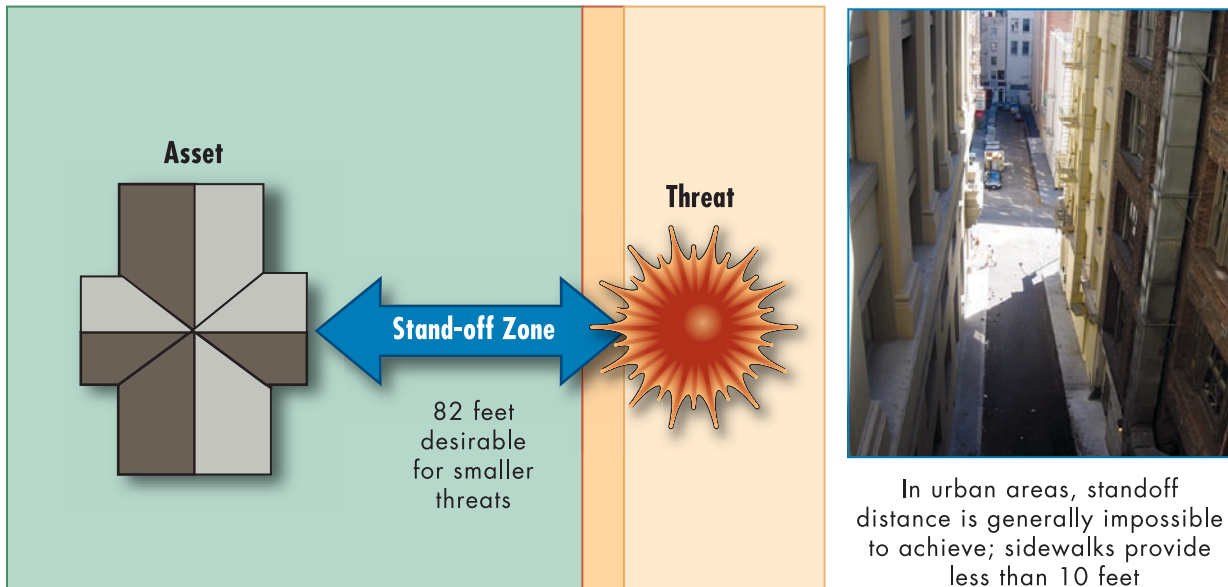 Asset
Threat
Stand-off Zone
82 feet
desirable
for smaller
threats
In urban areas, standoff
distance is generally impossible
to achieve; sidewalks provide
less than 10 feet